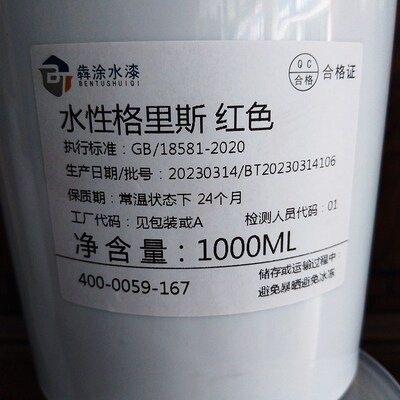 BT
犇涂水漆
BENTUSHUIQI
QC
合格
合格证
水性格里斯 红色
执行标准：GB/18581-2020
生产日期/批号：20230314/BT20230314106
保质期：常温状态下 24个月
工厂代码：见包装或A 检测人员代码：01
净含量：1000ML
400-0059-167
储存或运输过程中
避免暴晒避免冰冻